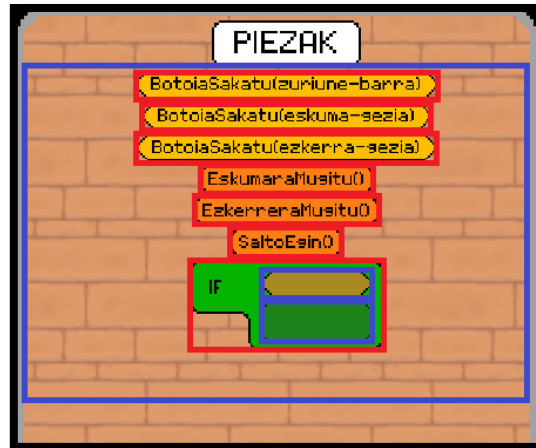 PIEZAK
BotoiaSakatu(zuriune-barra)
BotoiaSakatu(eskuma-gezia)
BotoiaSakatu(ezkerra-gezia)
EskumaraMugitu()
EzkerreraMugitu()
SaltoEgin()
IF